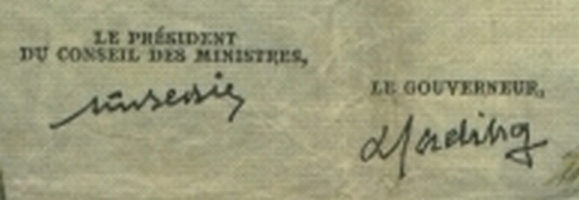 LE PRÉSIDENT
DU CONSEIL DES MINISTRES,
LE GOUVERNEUR,